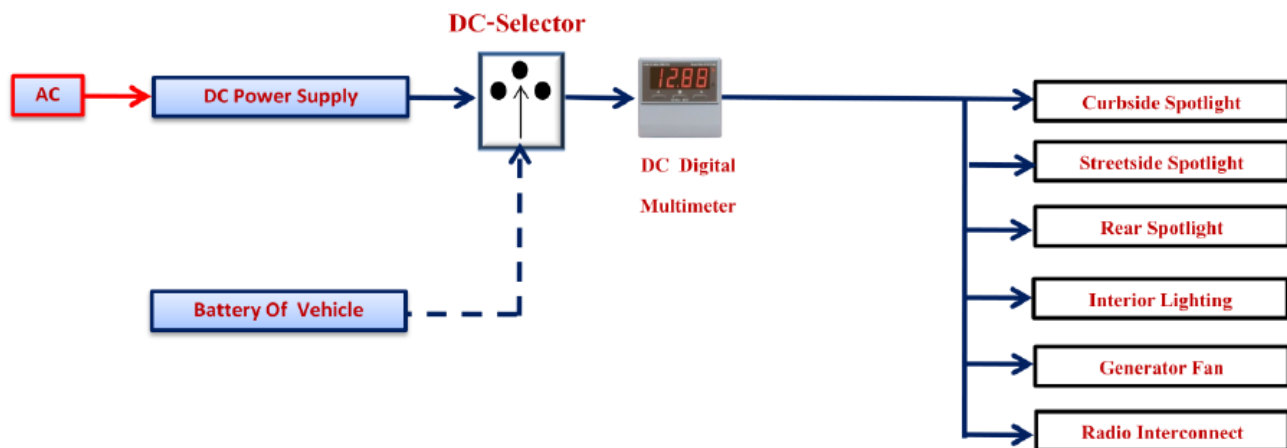 DC-Selector
AC
DC Power Supply
1288
DC Digital
Multimeter
Battery Of Vehicle
Curbside Spotlight
Streetside Spotlight
Rear Spotlight
Interior Lighting
Generator Fan
Radio Interconnect